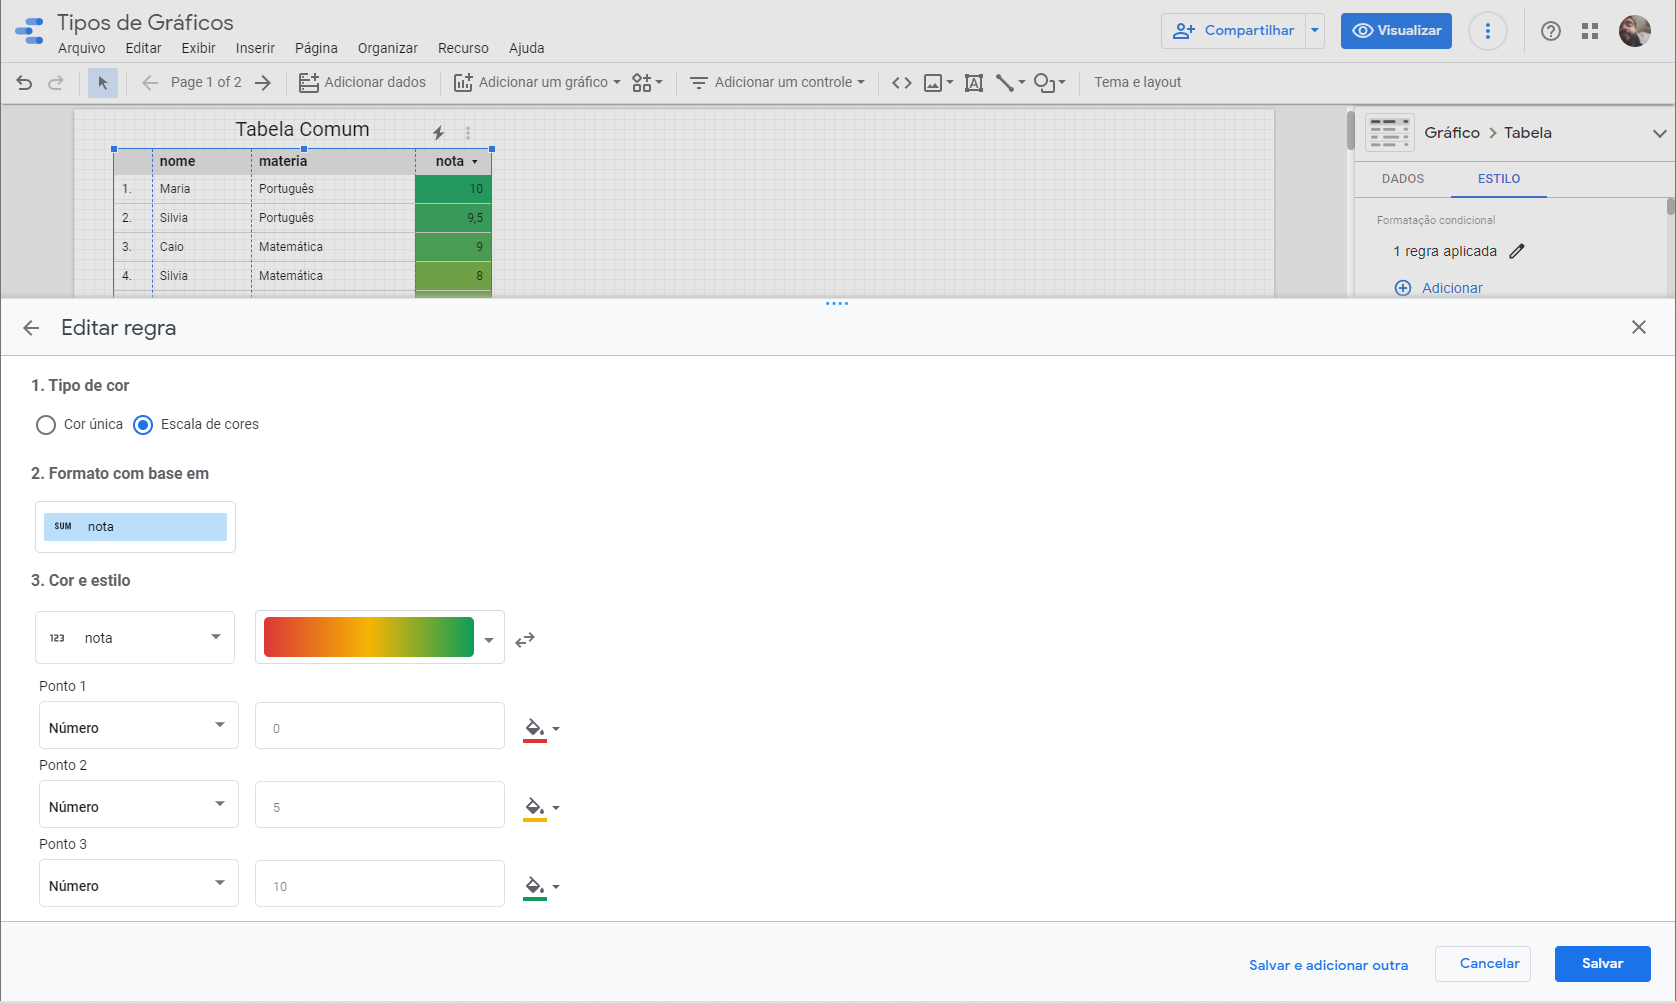 Tipos de Gráficos
Arquivo Editar Exibir Inserir Página Organizar Recurso Ajuda
Compartilhar
Visualizar
Page 1 of 2
Adicionar dados
Adicionar um gráfico
Adicionar um controle
Tema e layout
Tabela Comum
nome materia nota
1. Maria Português 10
2. Silvia Português 9,5
3. Caio Matemática 9
4. Silvia Matemática 8
Gráfico > Tabela
DADOS ESTILO
Formatação condicional
1 regra aplicada
Adicionar
Editar regra
1. Tipo de cor
Cor única Escala de cores
2. Formato com base em
SUM nota
3. Cor e estilo
123 nota
Ponto 1
Número 0
Ponto 2
Número 5
Ponto 3
Número 10
Salvar e adicionar outra Cancelar Salvar